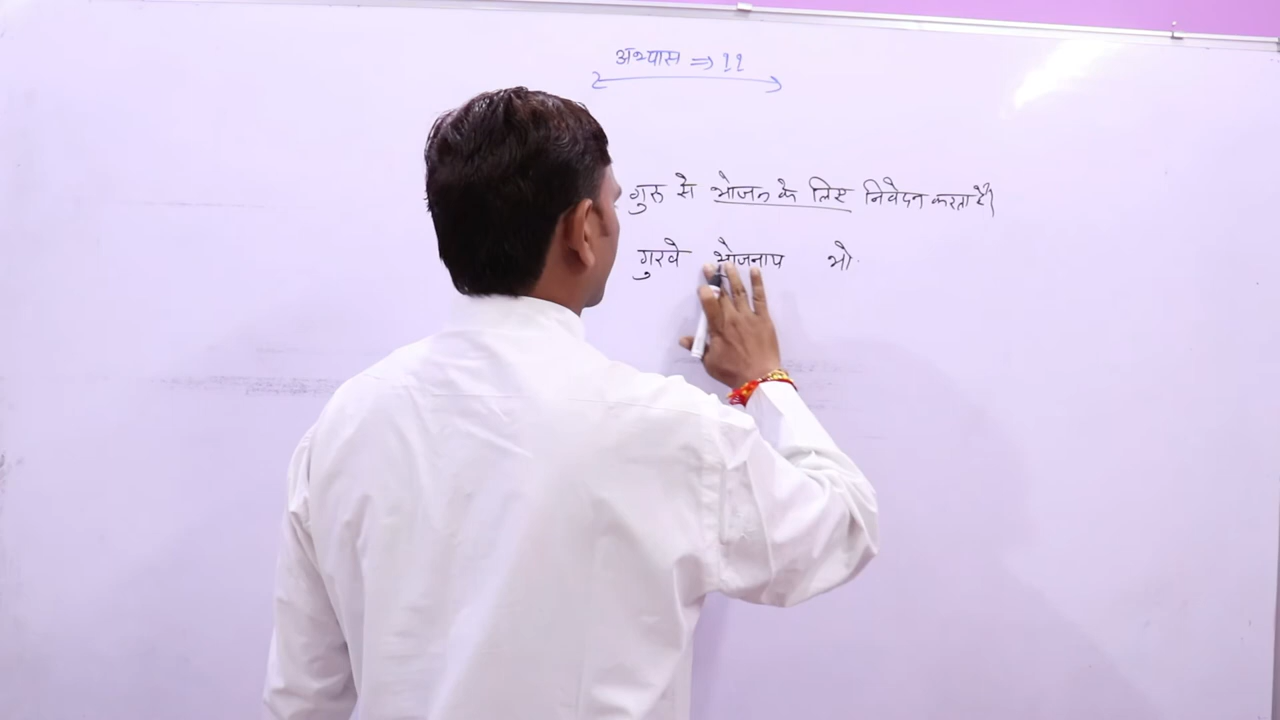 अभ्यास ⇒ 11
गुरु से भोजन के लिए निवेदन करता है।
गुरवे भोजनाय भो